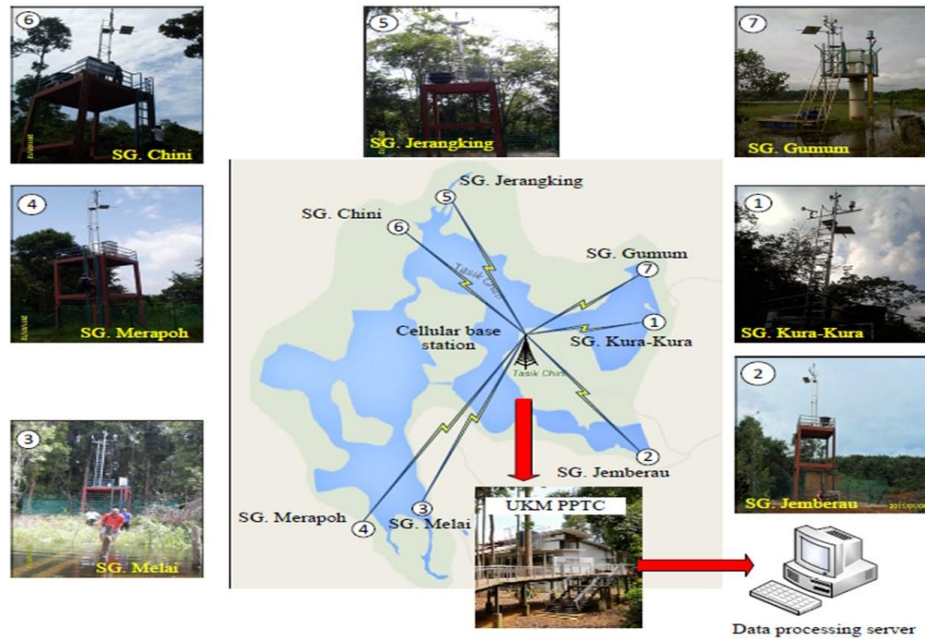 6
SG. Chini
5
SG. Jerangking
7
SG. Gumum
4
SG. Merapoh
1
SG. Kura-Kura
3
SG. Melai
2
SG. Jemberau
SG. Jerangking
5
SG. Chini
6
Tasik Chini
SG. Gumum
7
1
SG. Kura-Kura
Cellular base
station
Tasik Chini
2
SG. Jemberau
3
SG. Melai
SG. Merapoh
4
UKM PPTC
Data processing server